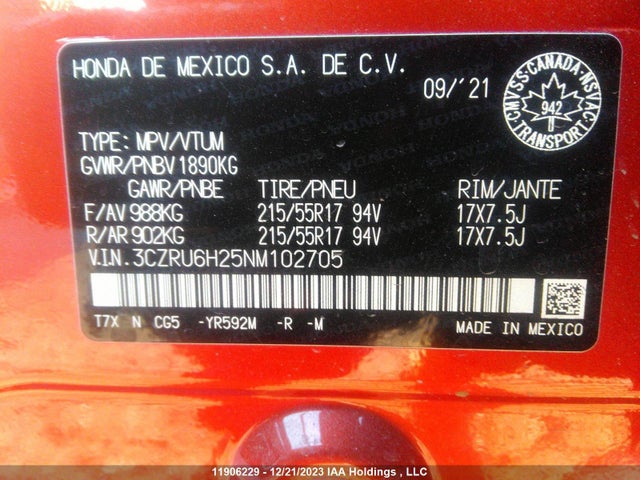 HONDA DE MEXICO S.A. DE C.V.
09/'21
CMVSS·CANADA·NSVAC
942
TRANSPORT
TYPE: MPV/VTUM
GVWR/PNBV 1890KG
GAWR/PNBE TIRE/PNEU RIM/JANTE
F/AV 988KG 215/55R17 94V 17X7.5J
R/AR 902KG 215/55R17 94V 17X7.5J
V.I.N. 3CZRU6H25NM102705
T7X N CG5 -YR592M -R -M MADE IN MEXICO
11906229 - 12/21/2023 IAA Holdings , LLC